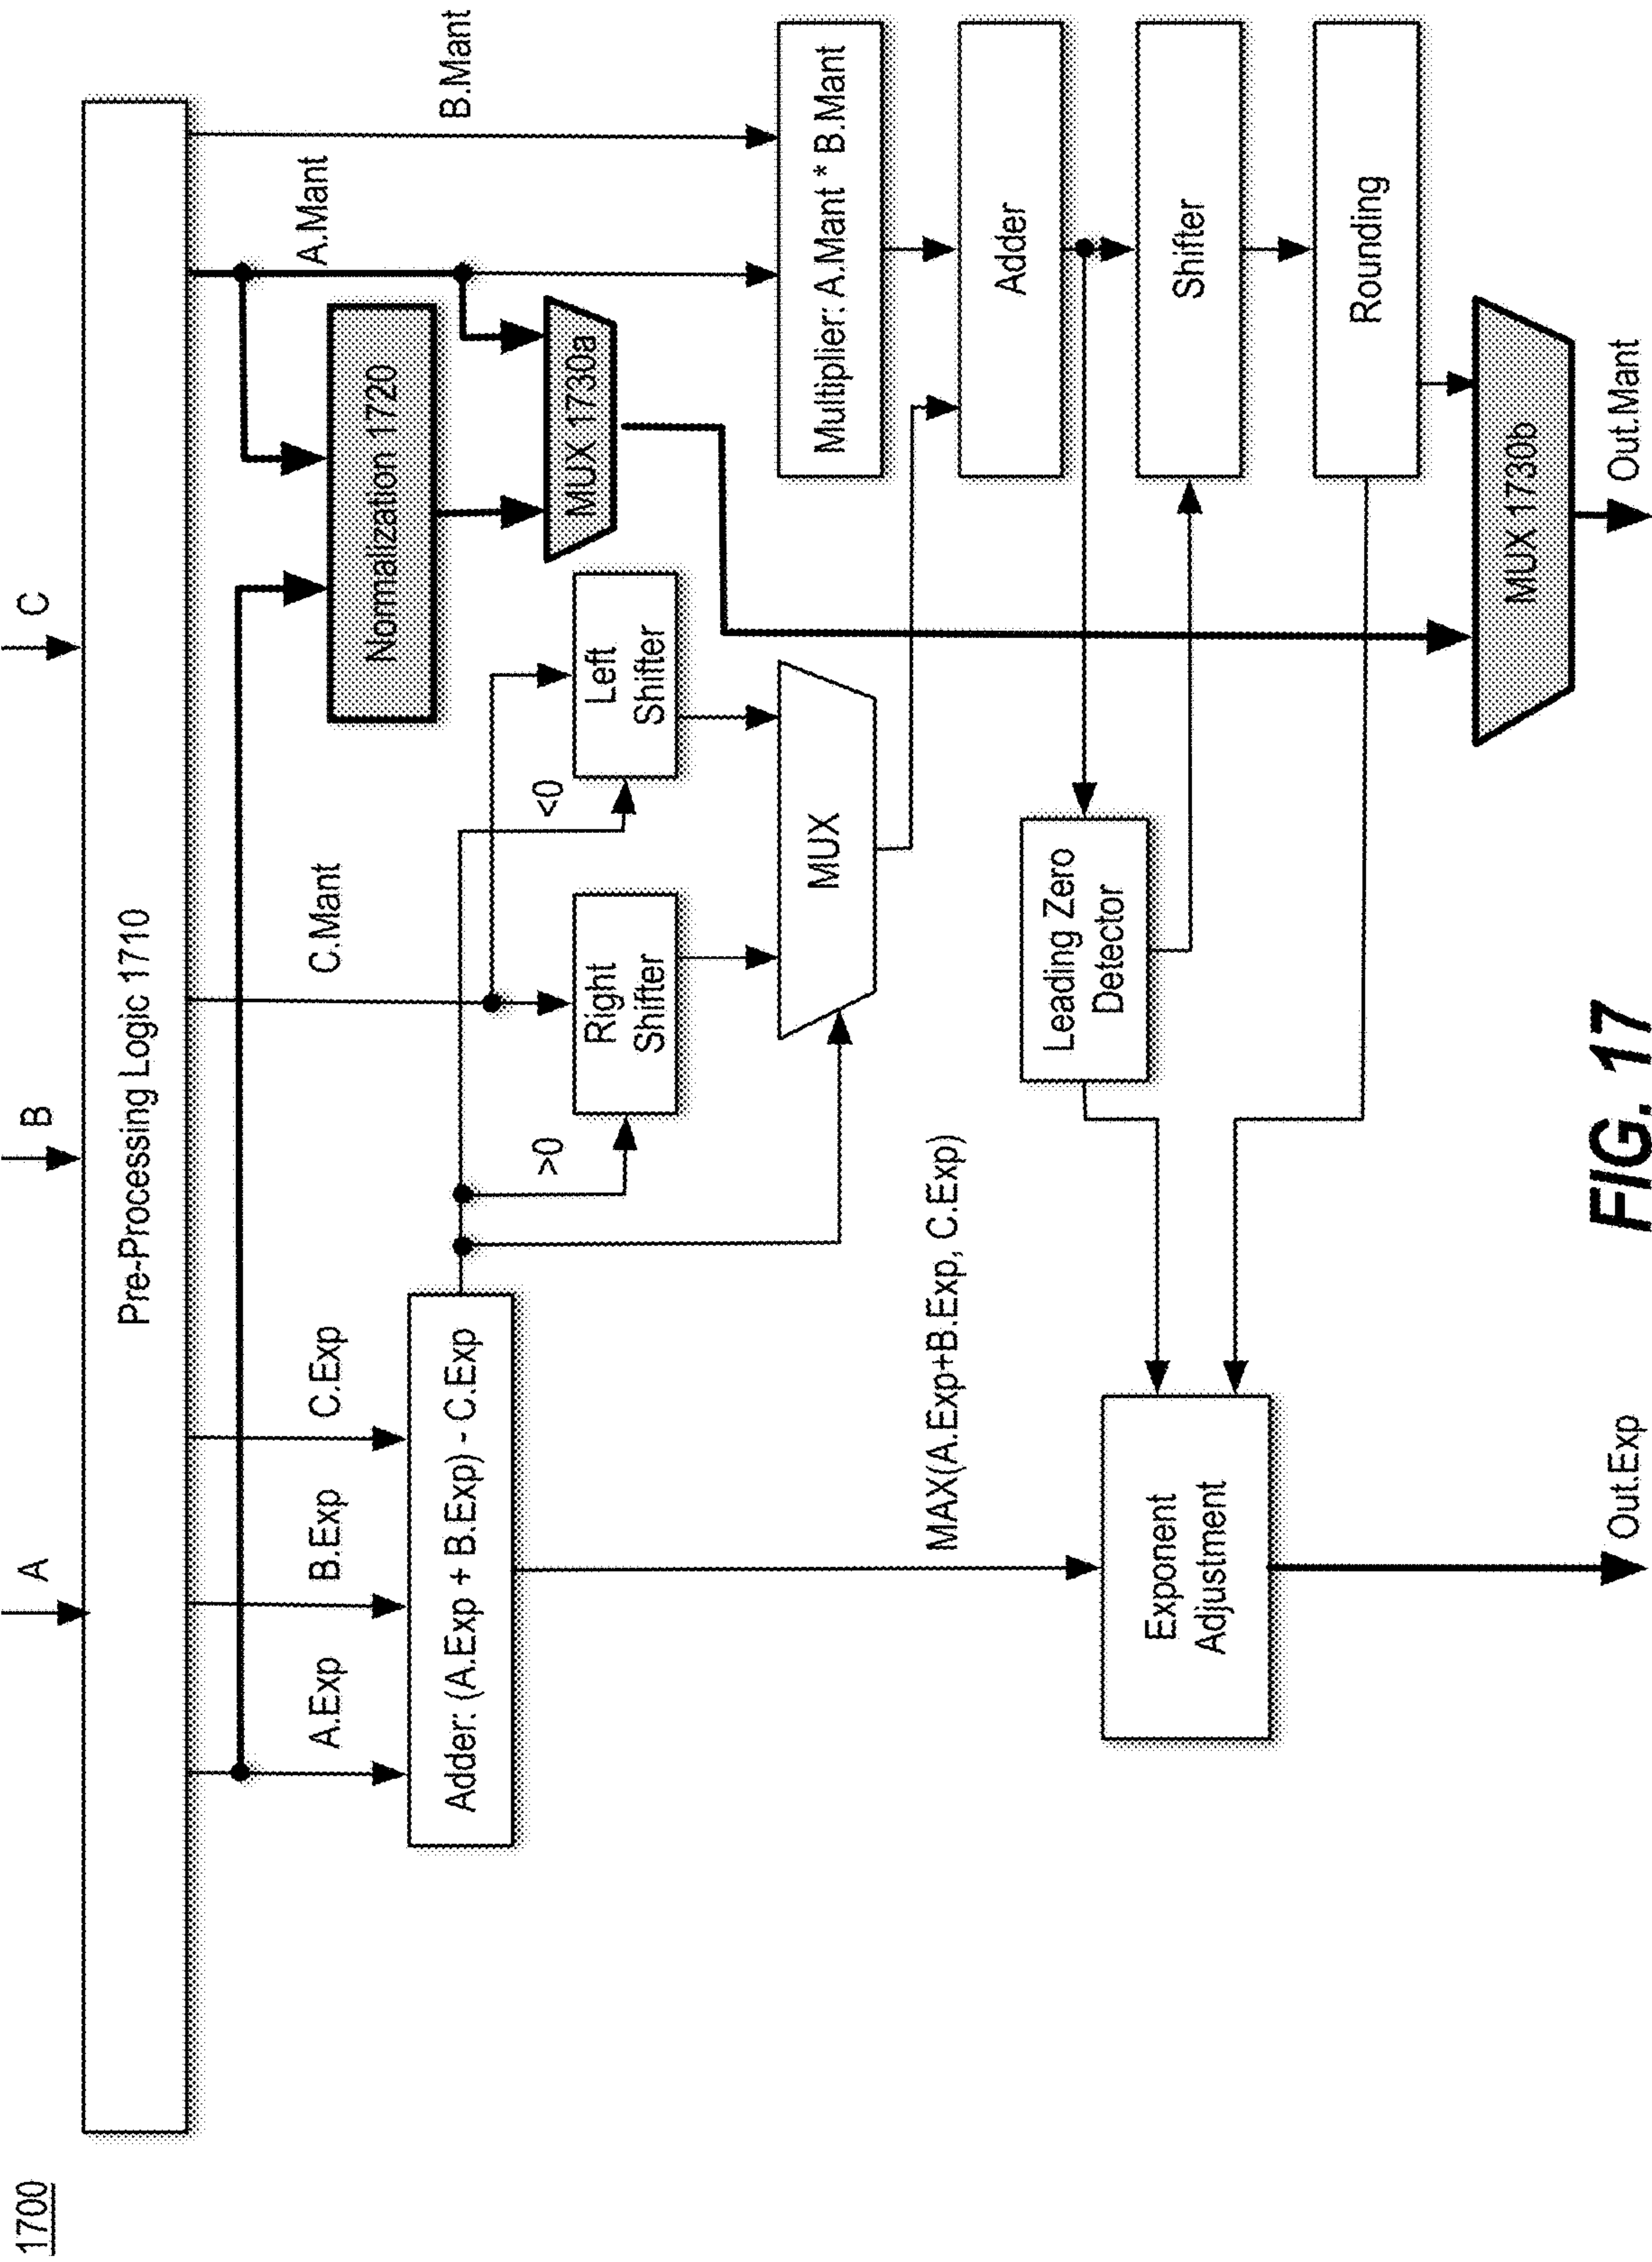 1700
A
B
C
Pre-Processing Logic 1710
A.Exp
B.Exp
C.Exp
C.Mant
A.Mant
B.Mant
Normalization 1720
Adder: (A.Exp + B.Exp) - C.Exp
>0
<0
Right
Shifter
Left
Shifter
MUX 1730a
MUX
Multiplier: A.Mant * B.Mant
MAX(A.Exp+B.Exp, C.Exp)
Adder
Leading Zero
Detector
Shifter
Exponent
Adjustment
Rounding
MUX 1730b
Out.Exp
Out.Mant
FIG. 17